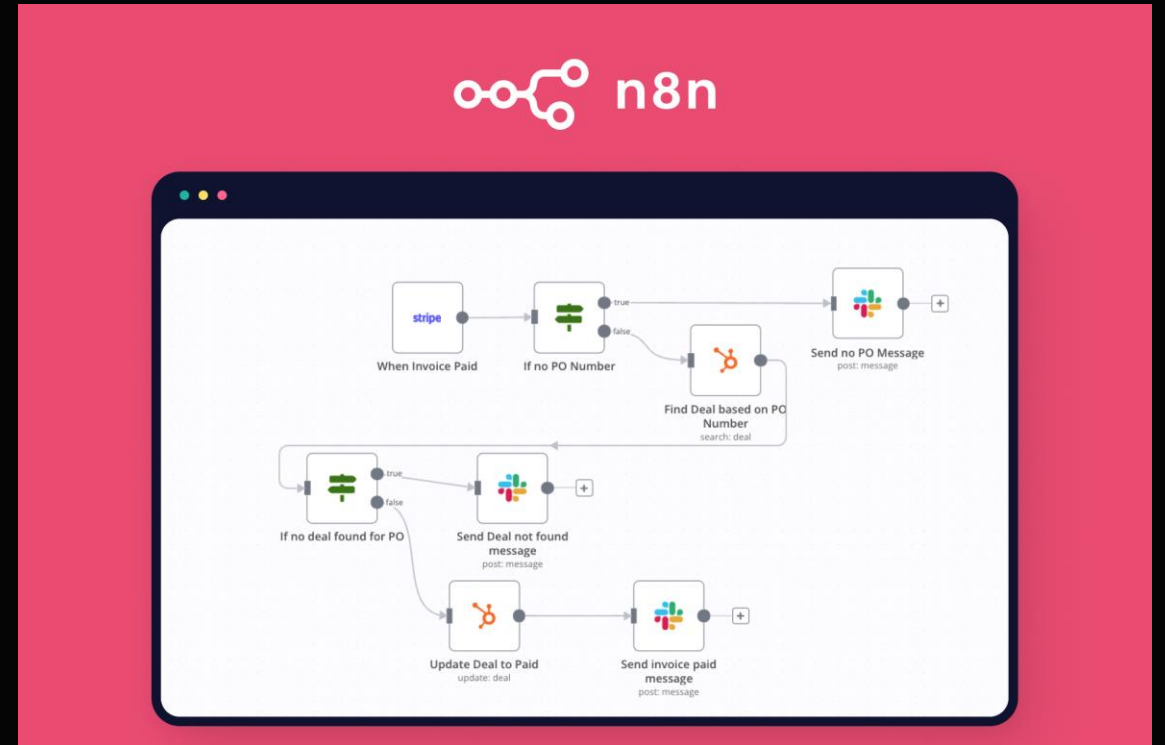 n8n
stripe
When Invoice Paid
true
false
If no PO Number
Send no PO Message
post: message
Find Deal based on PO
Number
search: deal
true
false
If no deal found for PO
Send Deal not found
message
post: message
Update Deal to Paid
update: deal
Send invoice paid
message
post: message